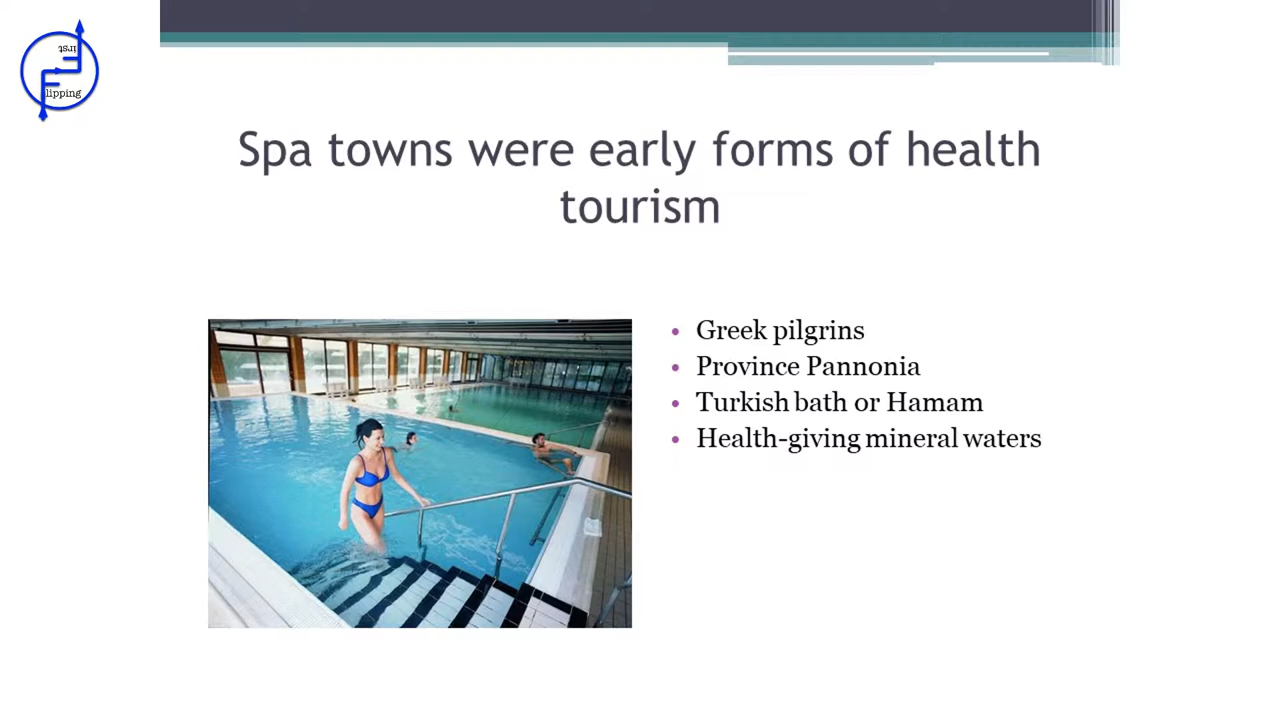 irst
lipping
Spa towns were early forms of health
tourism
• Greek pilgrins
• Province Pannonia
• Turkish bath or Hamam
• Health-giving mineral waters